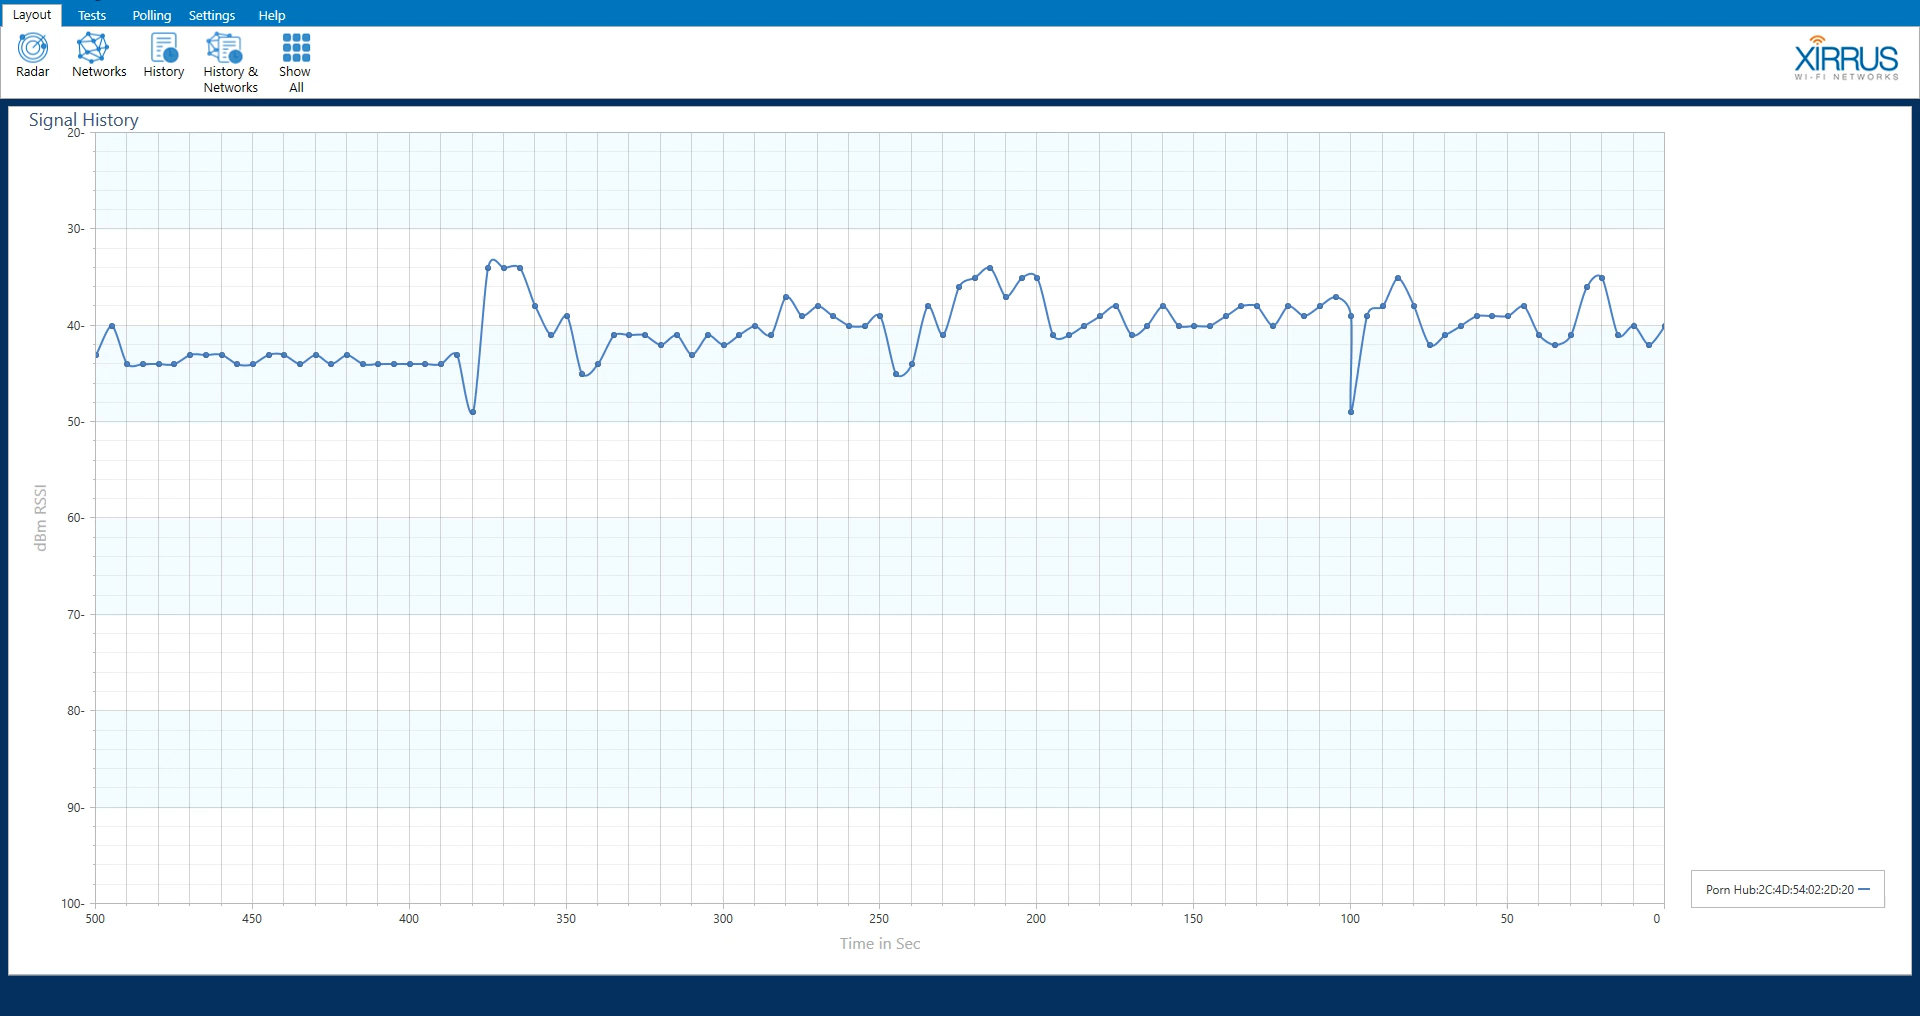 Layout Tests Polling Settings Help
Radar Networks History History & Networks Show All
XIRRUS
WI-FI NETWORKS
Signal History
20-
30-
40-
50-
60-
70-
80-
90-
100-
dBm RSSI
500 450 400 350 300 250 200 150 100 50 0
Time in Sec
Porn Hub:2C:4D:54:02:2D:20